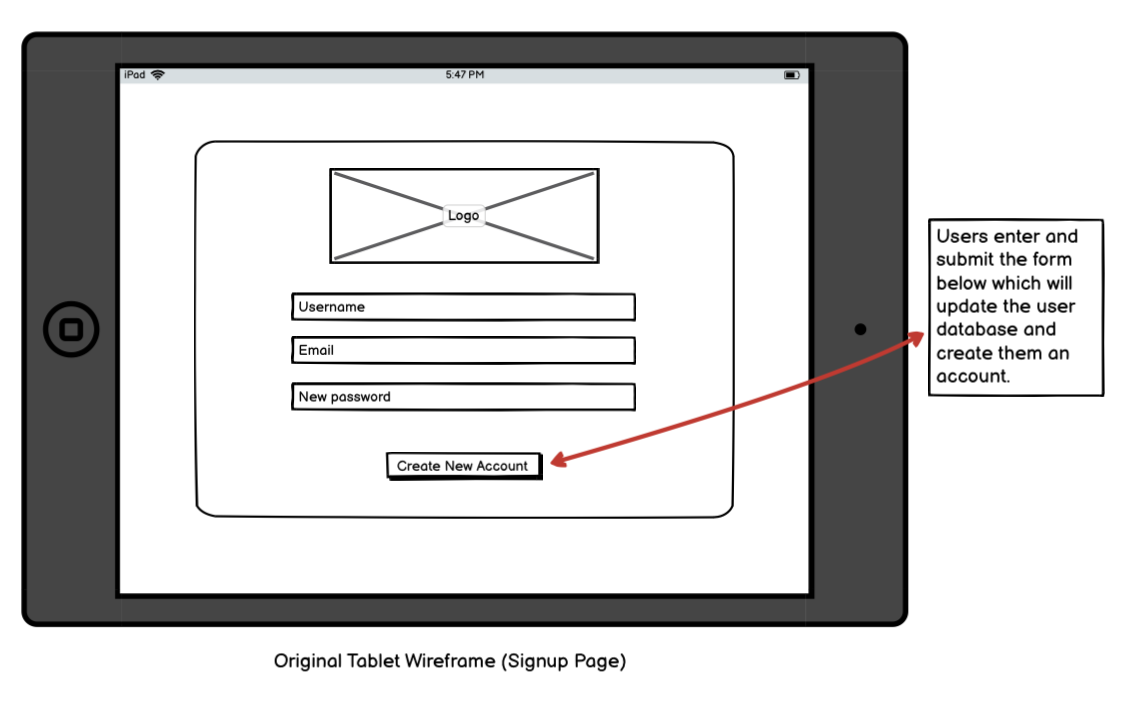 iPad
5:47 PM
Logo
Username
Email
New password
Create New Account
Users enter and
submit the form
below which will
update the user
database and
create them an
account.
Original Tablet Wireframe (Signup Page)